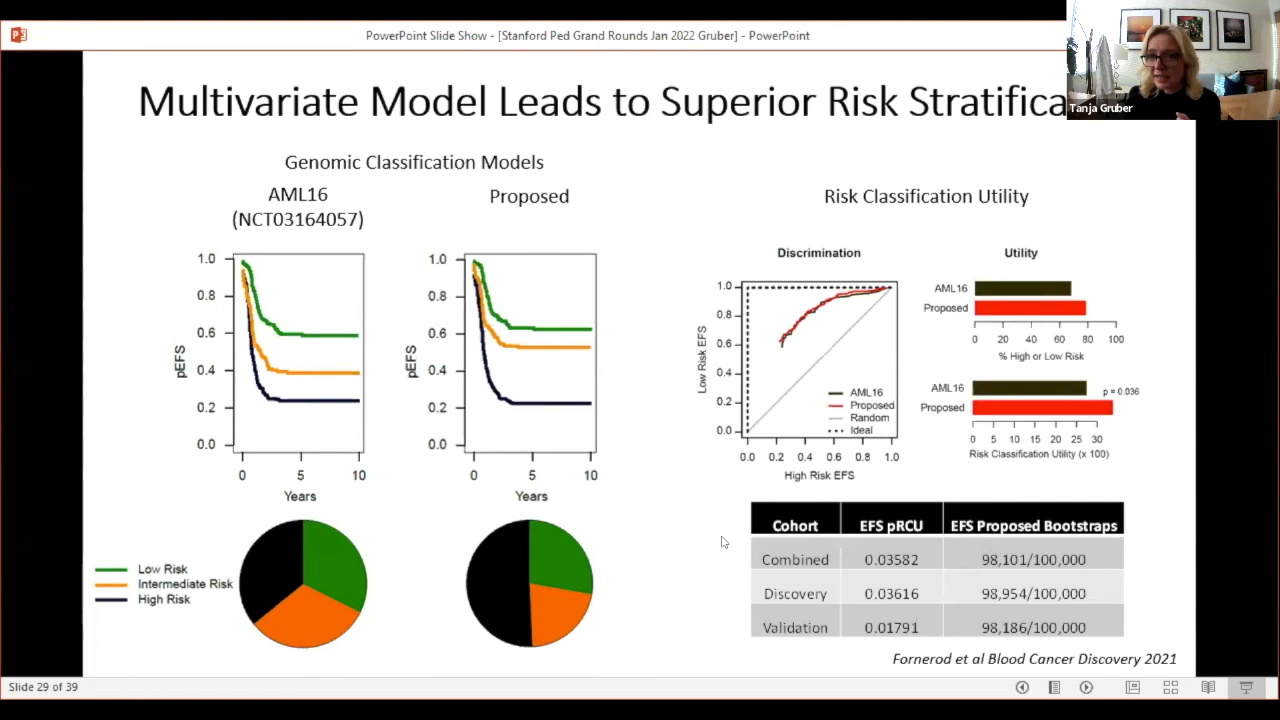 PowerPoint Slide Show - [Stanford Ped Grand Rounds Jan 2022 Gruber] - PowerPoint
Tanja Gruber
Multivariate Model Leads to Superior Risk Stratifica
Genomic Classification Models
AML16
(NCT03164057)
Proposed
Risk Classification Utility
pEFS
1.0
0.8
0.6
0.4
0.2
0.0
0 5 10
Years
pEFS
1.0
0.8
0.6
0.4
0.2
0.0
0 5 10
Years
Discrimination
Low Risk EFS
1.0
0.8
0.6
0.4
0.2
0.0
AML16
Proposed
Random
Ideal
0.0 0.2 0.4 0.6 0.8 1.0
High Risk EFS
Utility
AML16
Proposed
0 20 40 60 80 100
% High or Low Risk
AML16
p = 0.036
Proposed
0 5 10 15 20 25 30
Risk Classification Utility (x 100)
Low Risk
Intermediate Risk
High Risk
Cohort EFS pRCU EFS Proposed Bootstraps
Combined 0.03582 98,101/100,000
Discovery 0.03616 98,954/100,000
Validation 0.01791 98,186/100,000
Fornerod et al Blood Cancer Discovery 2021
Slide 29 of 39